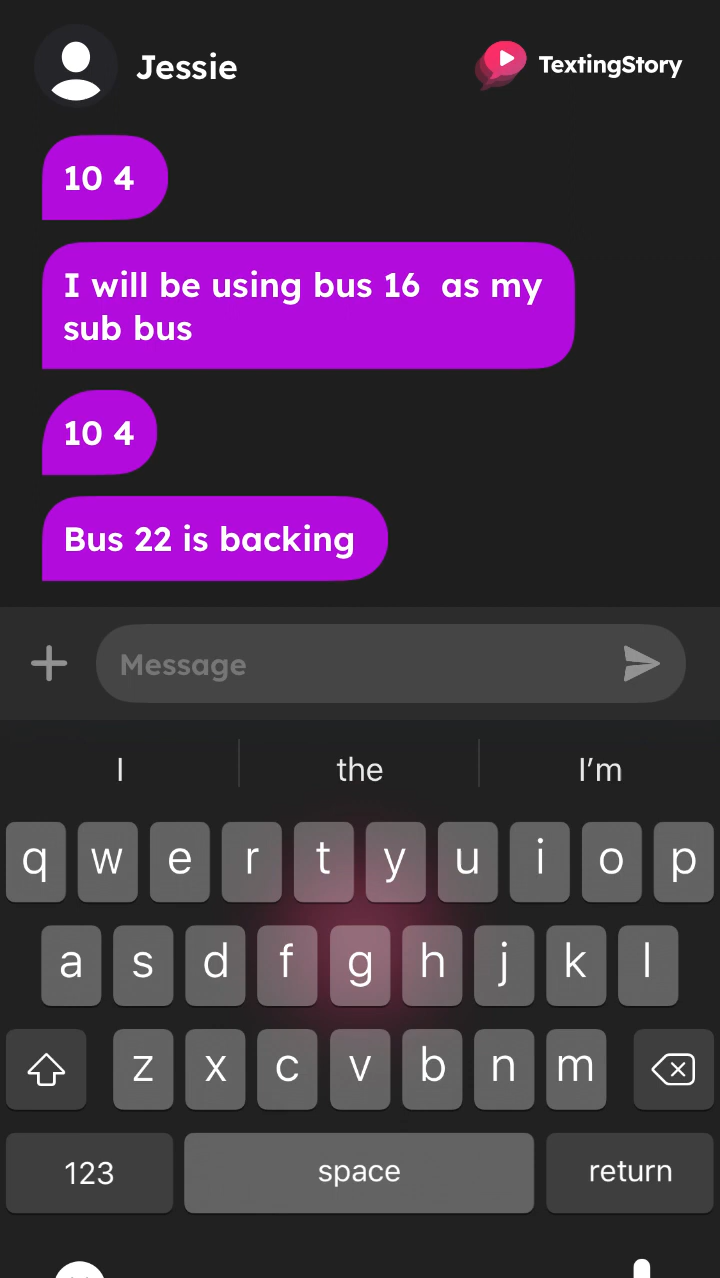 Jessie
TextingStory
10 4
I will be using bus 16  as my
sub bus
10 4
Bus 22 is backing
Message
I the I'm
q w e r t y u i o p
a s d f g h j k l
z x c v b n m
123 space return